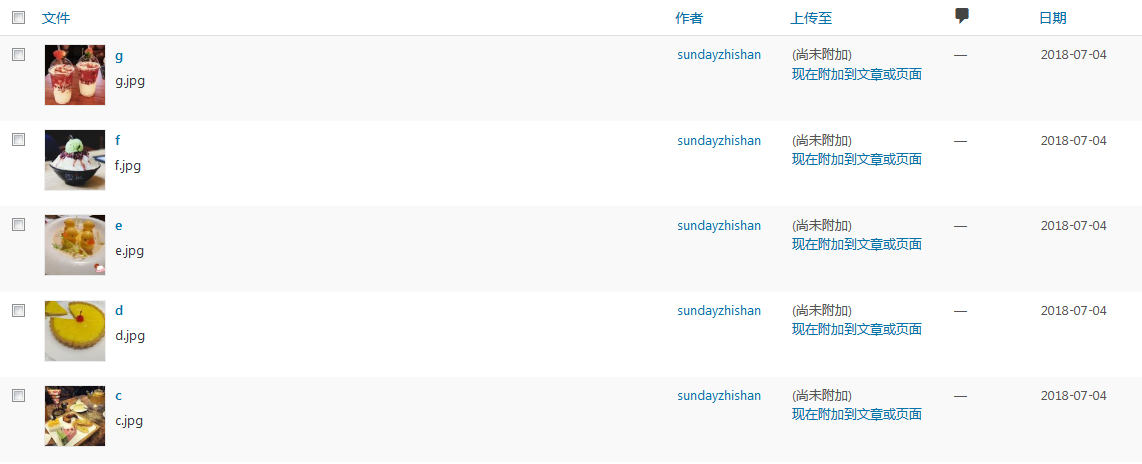 文件 作者 上传至 日期
g sundayzhishan (尚未附加) — 2018-07-04
g.jpg 现在附加到文章或页面
f sundayzhishan (尚未附加) — 2018-07-04
f.jpg 现在附加到文章或页面
e sundayzhishan (尚未附加) — 2018-07-04
e.jpg 现在附加到文章或页面
d sundayzhishan (尚未附加) — 2018-07-04
d.jpg 现在附加到文章或页面
c sundayzhishan (尚未附加) — 2018-07-04
c.jpg 现在附加到文章或页面